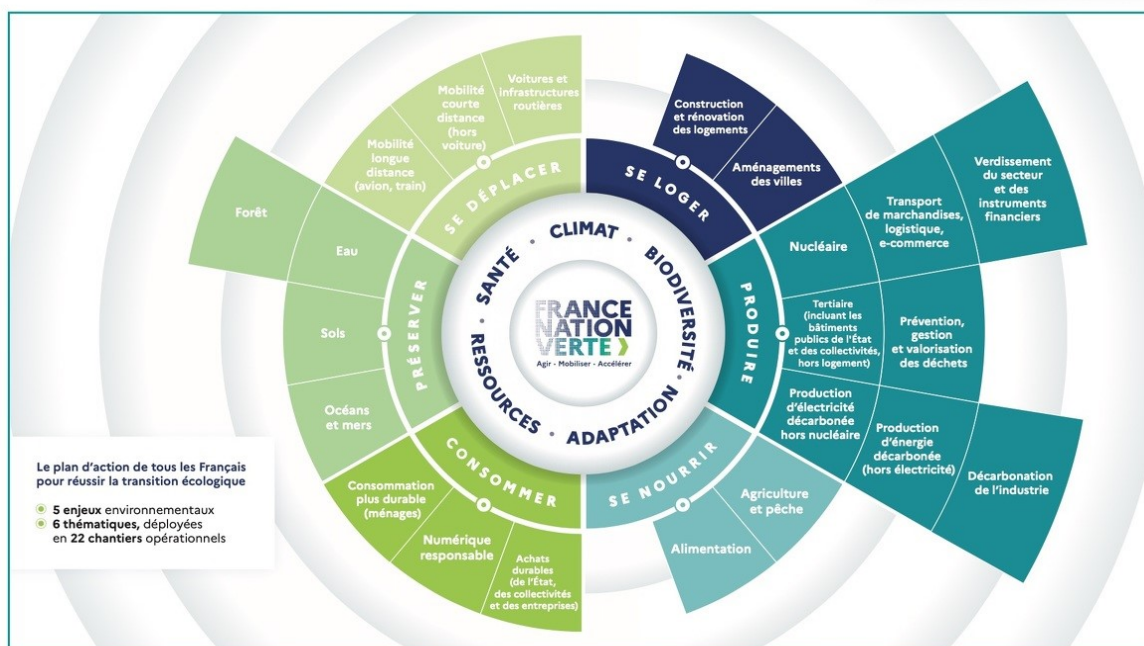 Voitures et
infrastructures
routières
Mobilité
courte
distance
(hors
voiture)
Mobilité
longue
distance
(avion, train)
SE DÉPLACER
Construction
et rénovation
des logements
Aménagements
des villes
SE LOGER
Verdissement
du secteur
et des
instruments
financiers
Transport
de marchandises,
logistique,
e-commerce
Nucléaire
Tertiaire
(incluant les
bâtiments
publics de l'État
et des collectivités,
hors logement)
Prévention,
gestion
et valorisation
des déchets
Production
d'électricité
décarbonée
hors nucléaire
Production
d'énergie
décarbonée
(hors électricité)
Décarbonation
de l'industrie
PRODUIRE
Forêt
Eau
Sols
Océans
et mers
PRÉSERVER
SANTÉ • CLIMAT • BIODIVERSITÉ • ADAPTATION • RESSOURCES •
FRANCE
NATION
VERTE
Agir • Mobiliser • Accélérer
CONSOMMER
Consommation
plus durable
(ménages)
Numérique
responsable
Achats
durables
(de l'État,
des collectivités
et des entreprises)
SE NOURRIR
Agriculture
et pêche
Alimentation
Le plan d'action de tous les Français
pour réussir la transition écologique
5 enjeux environnementaux
6 thématiques, déployées
en 22 chantiers opérationnels